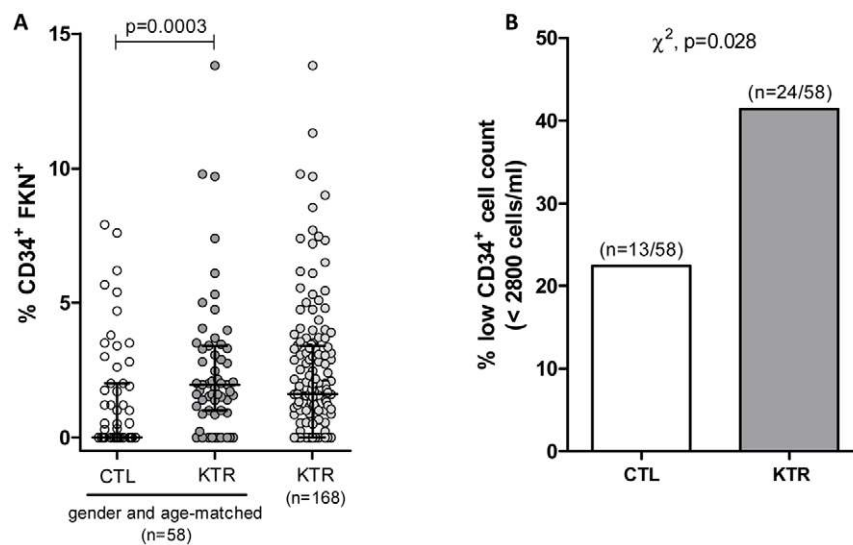 A
p=0.0003
15
10
5
0
% CD34⁺ FKN⁺
CTL
KTR
KTR
(n=168)
gender and age-matched
(n=58)
B
χ², p=0.028
50
40
30
20
10
0
% low CD34⁺ cell count
(< 2800 cells/ml)
(n=13/58)
(n=24/58)
CTL
KTR